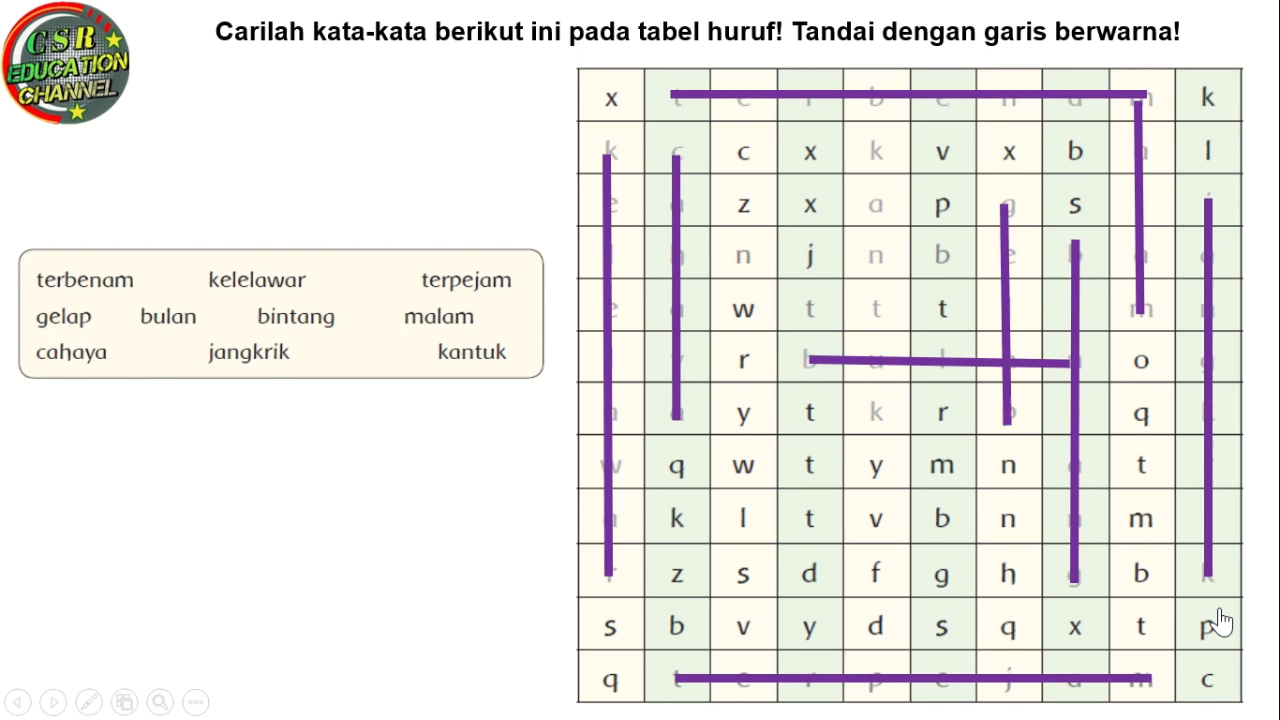 CSR
EDUCATION
CHANNEL
Carilah kata-kata berikut ini pada tabel huruf! Tandai dengan garis berwarna!
terbenam kelelawar terpejam
gelap bulan bintang malam
cahaya jangkrik kantuk
x t e r b e n a m k
k c c x k v x b a l
e a z x a p g s l j
l h n j n b e b a a
e a w t t t l i m n
l y r b u l a n o g
a a y t k r p t q k
w q w t y m n a t r
a k l t v b n n m i
r z s d f g h g b k
s b v y d s q x t p
q t e r p e j a m c